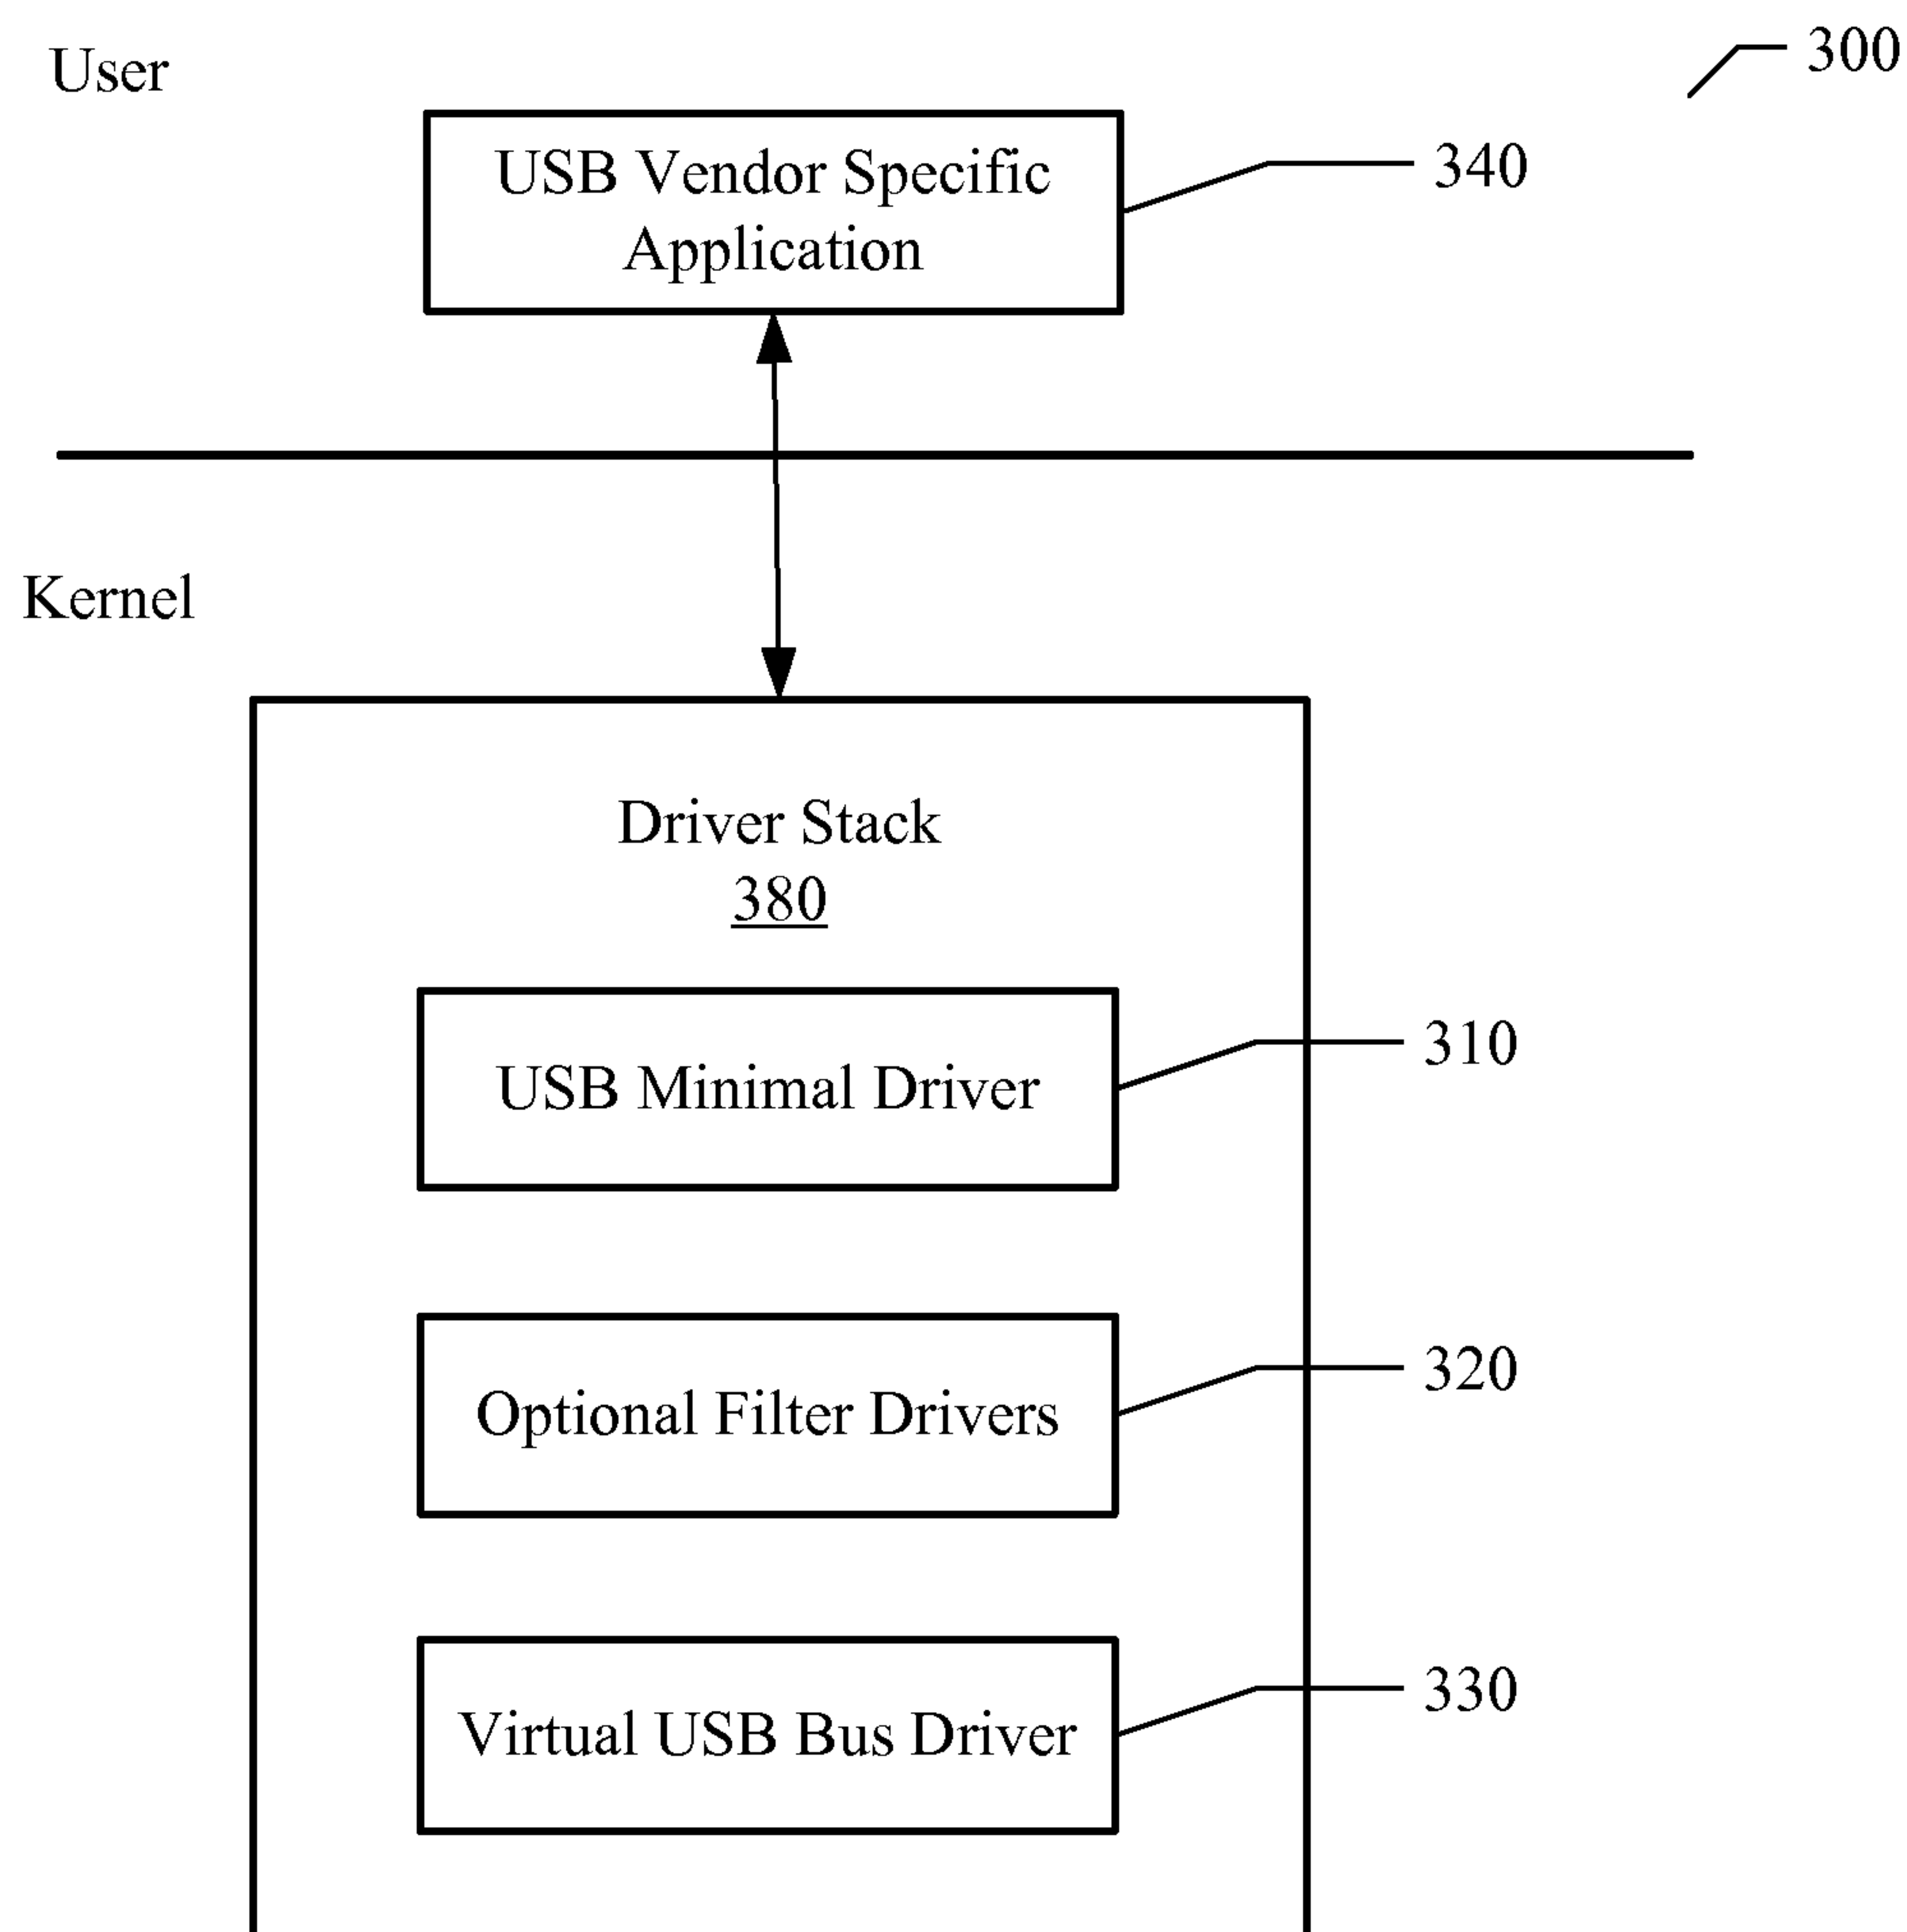 User
300
USB Vendor Specific
Application
340
Kernel
Driver Stack
380
USB Minimal Driver
310
Optional Filter Drivers
320
Virtual USB Bus Driver
330